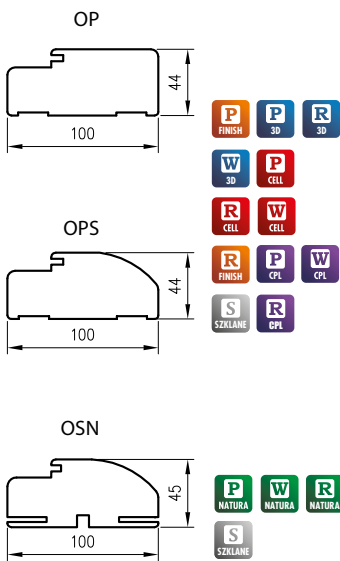 OP
44
100
P FINISH
P 3D
R 3D
W 3D
P CELL
R CELL
W CELL
OPS
44
100
R FINISH
P CPL
W CPL
S SZKLANE
R CPL
OSN
45
100
P NATURA
W NATURA
R NATURA
S SZKLANE